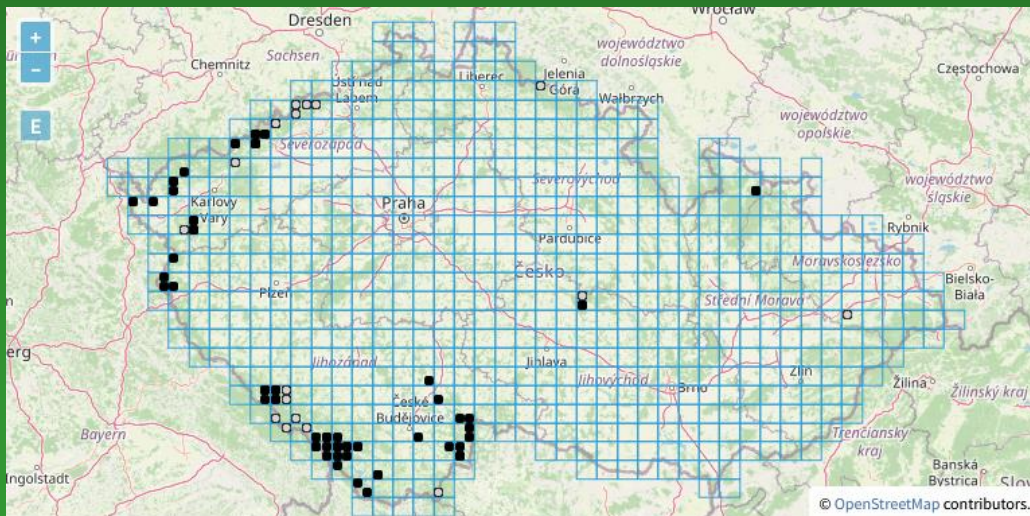 Dresden
Wrocław
+
-
E
Chemnitz
Sachsen
Ústí nad
Labem
Liberec
Jelenia
Góra
Wałbrzych
województwo
dolnośląskie
Częstochowa
województwo
opolskie
Severozápad
Karlovy
Vary
Praha
Severovýchod
województwo
śląskie
Pardubice
Rybnik
Česko
Moravskoslezsko
Bielsko-
Biała
Plzeň
Střední Morava
erg
Jihozápad
Jihlava
Jihovýchod
Brno
Zlín
Žilina
Žilinský kraj
České
Budějovice
Bayern
Trenčiansky
kraj
Ingolstadt
Banská
Bystrica
© OpenStreetMap contributors.